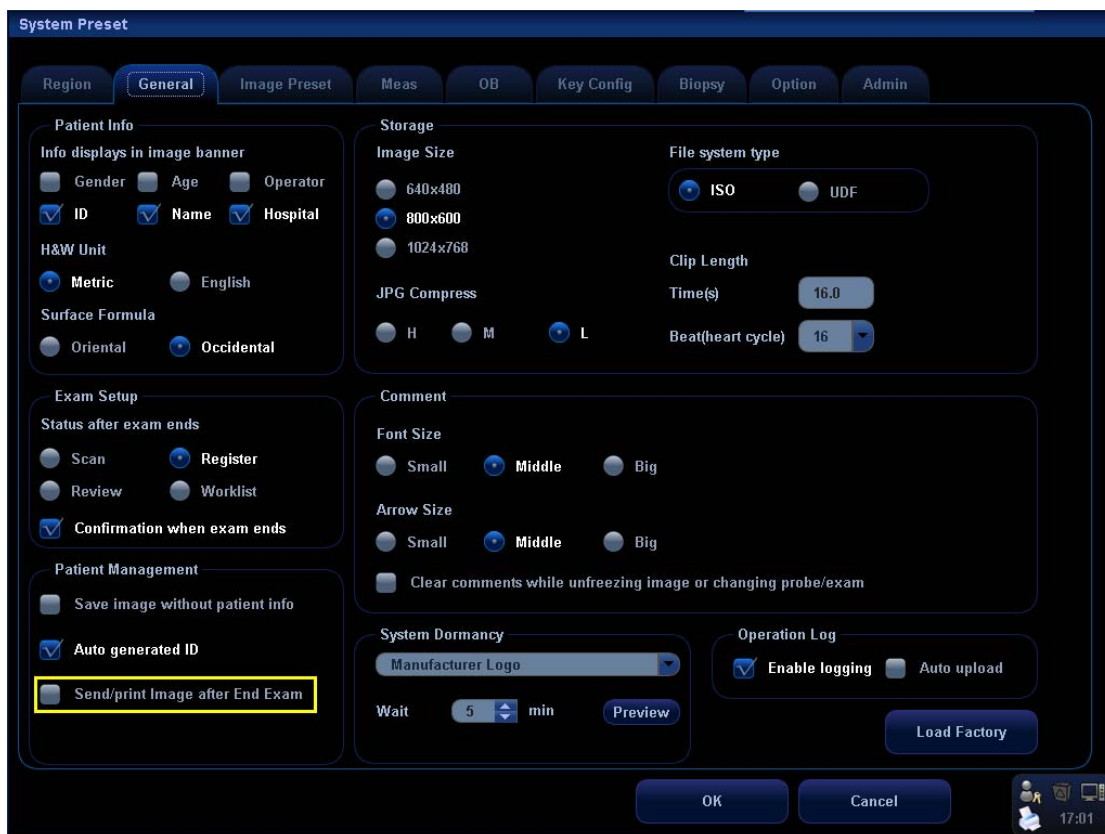 System Preset
Region General Image Preset Meas OB Key Config Biopsy Option Admin
Patient Info
Info displays in image banner
Gender Age Operator
ID Name Hospital
H&W Unit
Metric English
Surface Formula
Oriental Occidental
Exam Setup
Status after exam ends
Scan Register
Review Worklist
Confirmation when exam ends
Patient Management
Save image without patient info
Auto generated ID
Send/print Image after End Exam
Storage
Image Size
640x480
800x600
1024x768
JPG Compress
H M L
File system type
ISO UDF
Clip Length
Time(s) 16.0
Beat(heart cycle) 16
Comment
Font Size
Small Middle Big
Arrow Size
Small Middle Big
Clear comments while unfreezing image or changing probe/exam
System Dormancy
Manufacturer Logo
Wait 5 min Preview
Operation Log
Enable logging Auto upload
Load Factory
OK Cancel
17:01